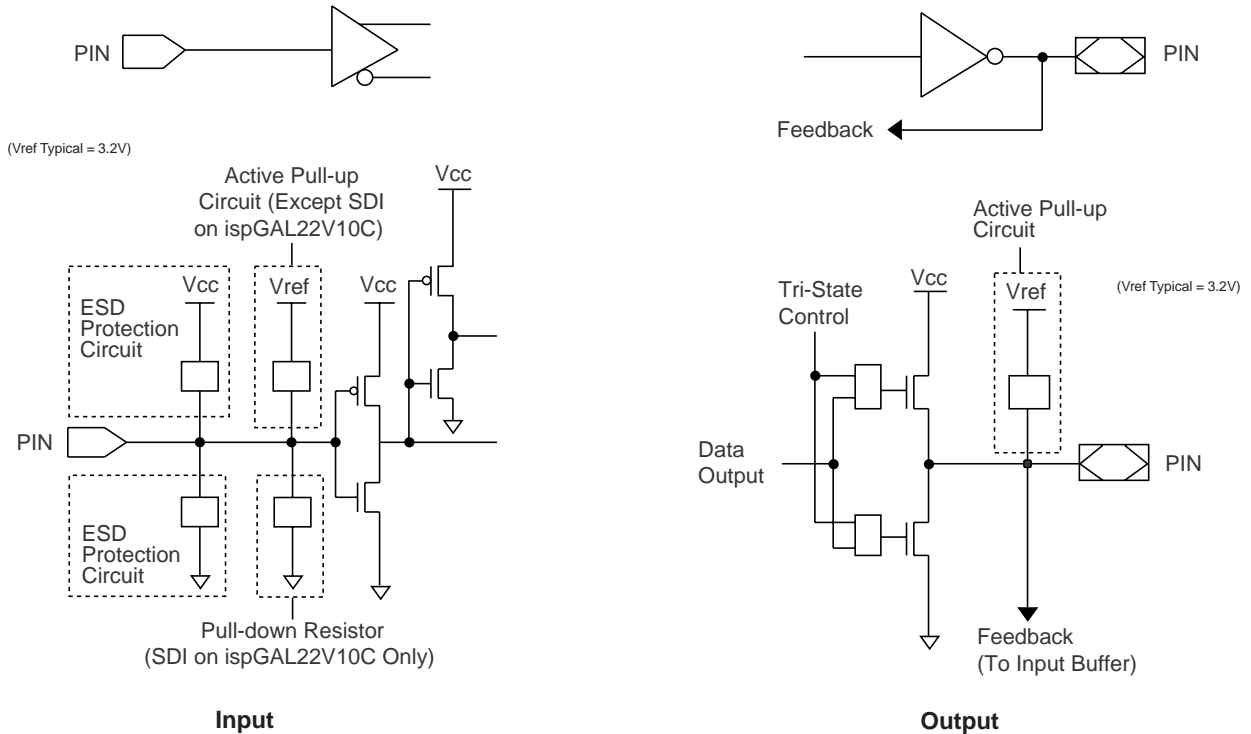 PIN
(Vref Typical = 3.2V)
Active Pull-up
Circuit (Except SDI
on ispGAL22V10C)
Vcc
ESD
Protection
Circuit
Vcc
Vref
Vcc
PIN
ESD
Protection
Circuit
Pull-down Resistor
(SDI on ispGAL22V10C Only)
Input
PIN
Feedback
Active Pull-up
Circuit
Tri-State
Control
Vcc
Vref
(Vref Typical = 3.2V)
Data
Output
PIN
Feedback
(To Input Buffer)
Output